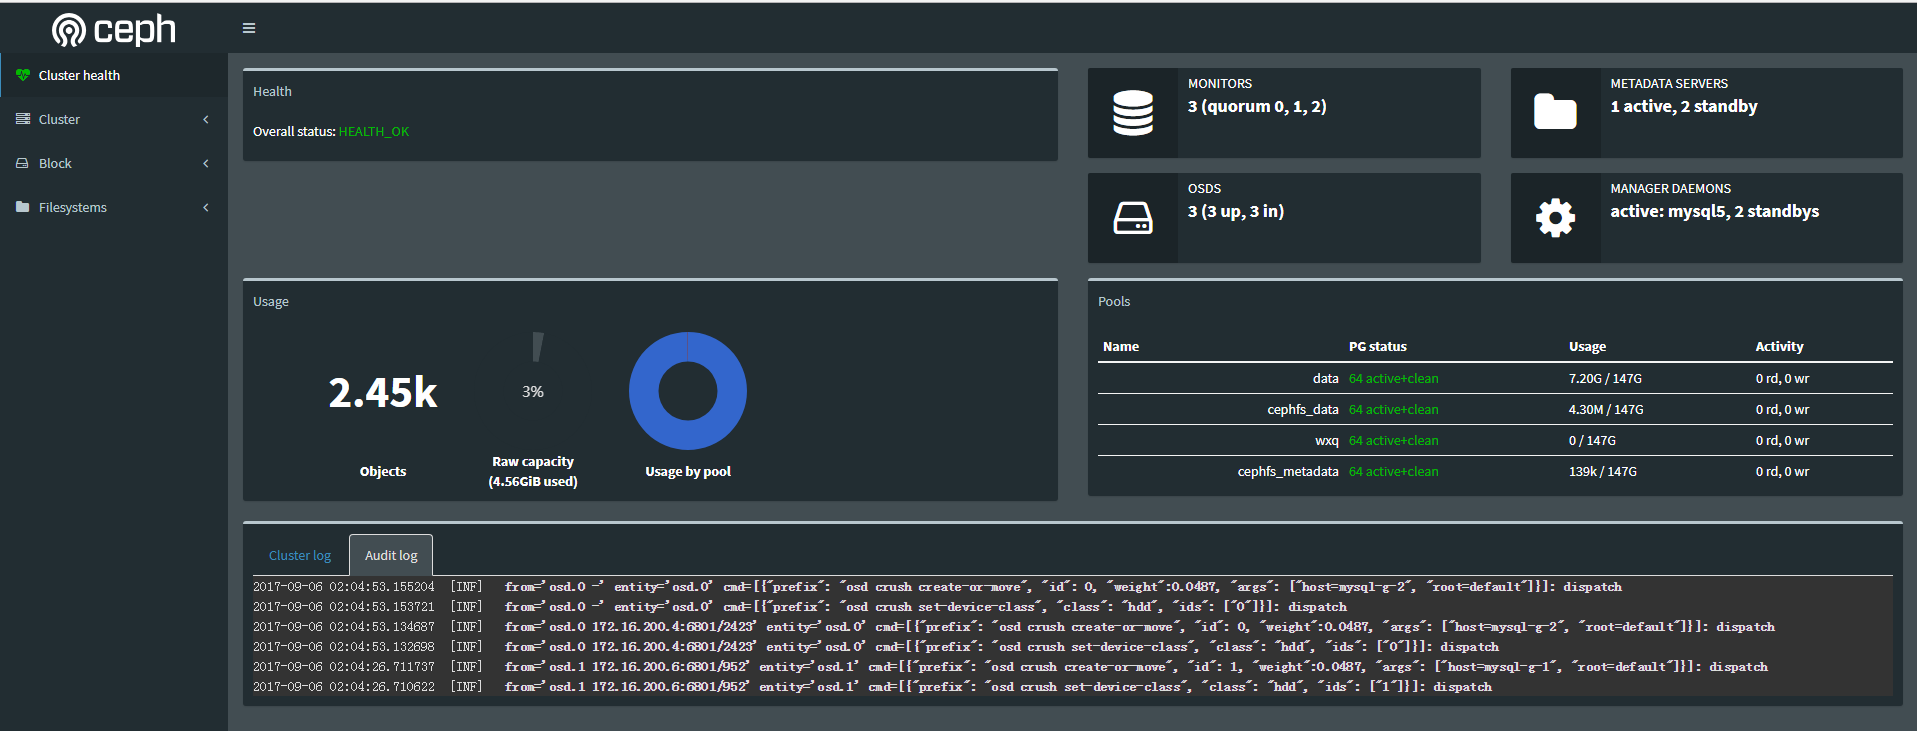 ceph
Cluster health
Cluster
Block
Filesystems
Health
Overall status: HEALTH_OK
MONITORS
3 (quorum 0, 1, 2)
METADATA SERVERS
1 active, 2 standby
OSDS
3 (3 up, 3 in)
MANAGER DAEMONS
active: mysql5, 2 standbys
Usage
2.45k
Objects
3%
Raw capacity
(4.56GiB used)
Usage by pool
Pools
Name PG status Usage Activity
data 64 active+clean 7.20G / 147G 0 rd, 0 wr
cephfs_data 64 active+clean 4.30M / 147G 0 rd, 0 wr
wxq 64 active+clean 0 / 147G 0 rd, 0 wr
cephfs_metadata 64 active+clean 139k / 147G 0 rd, 0 wr
Cluster log Audit log
2017-09-06 02:04:53.155204 [INF] from='osd.0 -' entity='osd.0' cmd=[{"prefix": "osd crush create-or-move", "id": 0, "weight":0.0487, "args": ["host=mysql-g-2", "root=default"]}]: dispatch
2017-09-06 02:04:53.153721 [INF] from='osd.0 -' entity='osd.0' cmd=[{"prefix": "osd crush set-device-class", "class": "hdd", "ids": ["0"]}]: dispatch
2017-09-06 02:04:53.134687 [INF] from='osd.0 172.16.200.4:6801/2423' entity='osd.0' cmd=[{"prefix": "osd crush create-or-move", "id": 0, "weight":0.0487, "args": ["host=mysql-g-2", "root=default"]}]: dispatch
2017-09-06 02:04:53.132698 [INF] from='osd.0 172.16.200.4:6801/2423' entity='osd.0' cmd=[{"prefix": "osd crush set-device-class", "class": "hdd", "ids": ["0"]}]: dispatch
2017-09-06 02:04:26.711737 [INF] from='osd.1 172.16.200.6:6801/952' entity='osd.1' cmd=[{"prefix": "osd crush create-or-move", "id": 1, "weight":0.0487, "args": ["host=mysql-g-1", "root=default"]}]: dispatch
2017-09-06 02:04:26.710622 [INF] from='osd.1 172.16.200.6:6801/952' entity='osd.1' cmd=[{"prefix": "osd crush set-device-class", "class": "hdd", "ids": ["1"]}]: dispatch